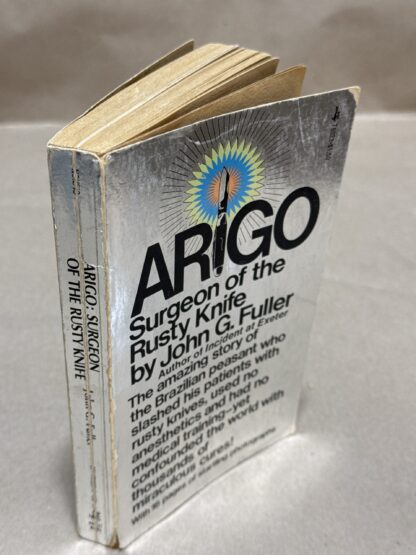 ARIGO
Surgeon of the
Rusty Knife
by John G. Fuller
Author of Incident at Exeter
The amazing story of
the Brazilian peasant who
slashed his patients with
rusty knives, used no
anesthetics and had no
medical training—yet
confounded the world with
thousands of
miraculous cures!
With 16 pages of startling photographs
ARIGO: SURGEON
OF THE RUSTY KNIFE
John G. Fuller